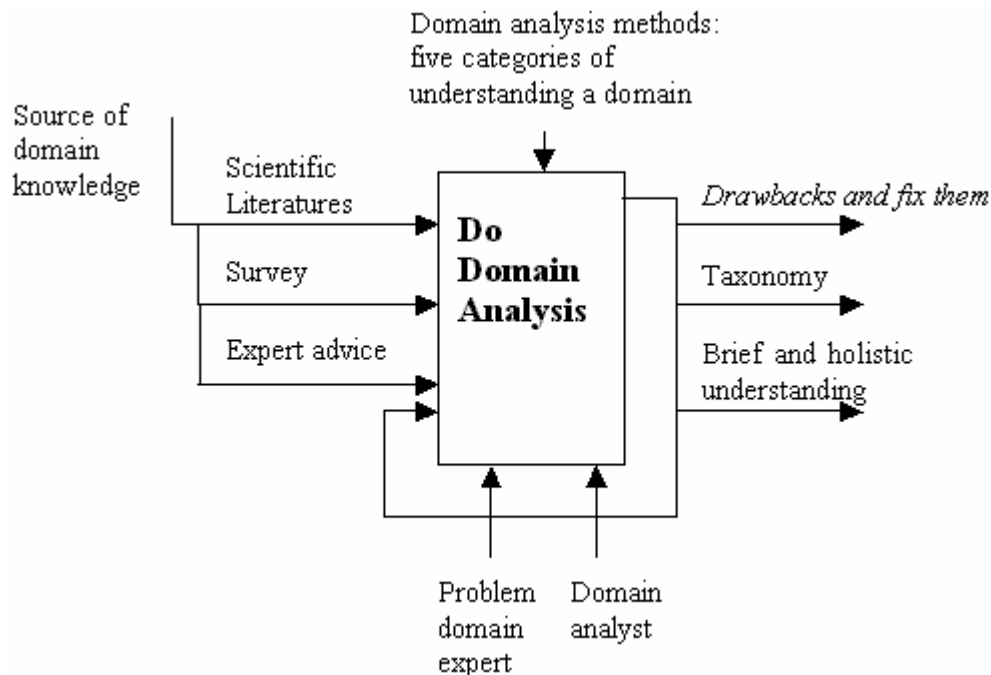 Domain analysis methods:
five categories of
understanding a domain
Source of
domain
knowledge
Scientific
Literatures
Survey
Expert advice
Do
Domain
Analysis
Drawbacks and fix them
Taxonomy
Brief and holistic
understanding
Problem
domain
expert
Domain
analyst